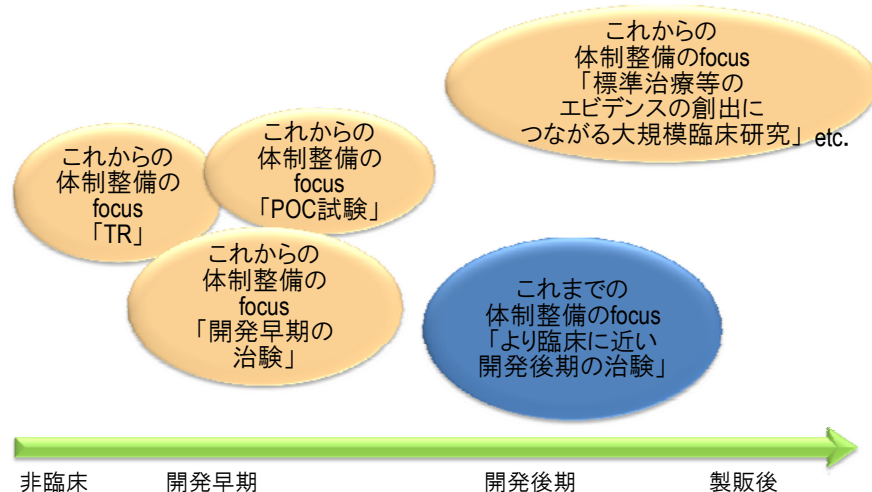 これからの
体制整備のfocus
「標準治療等の
エビデンスの創出に
つながる大規模臨床研究」 etc.
これからの
体制整備の
focus
「TR」
これからの
体制整備の
focus
「POC試験」
これからの
体制整備の
focus
「開発早期の
治験」
これまでの
体制整備のfocus
「より臨床に近い
開発後期の治験」
非臨床 開発早期 開発後期 製販後